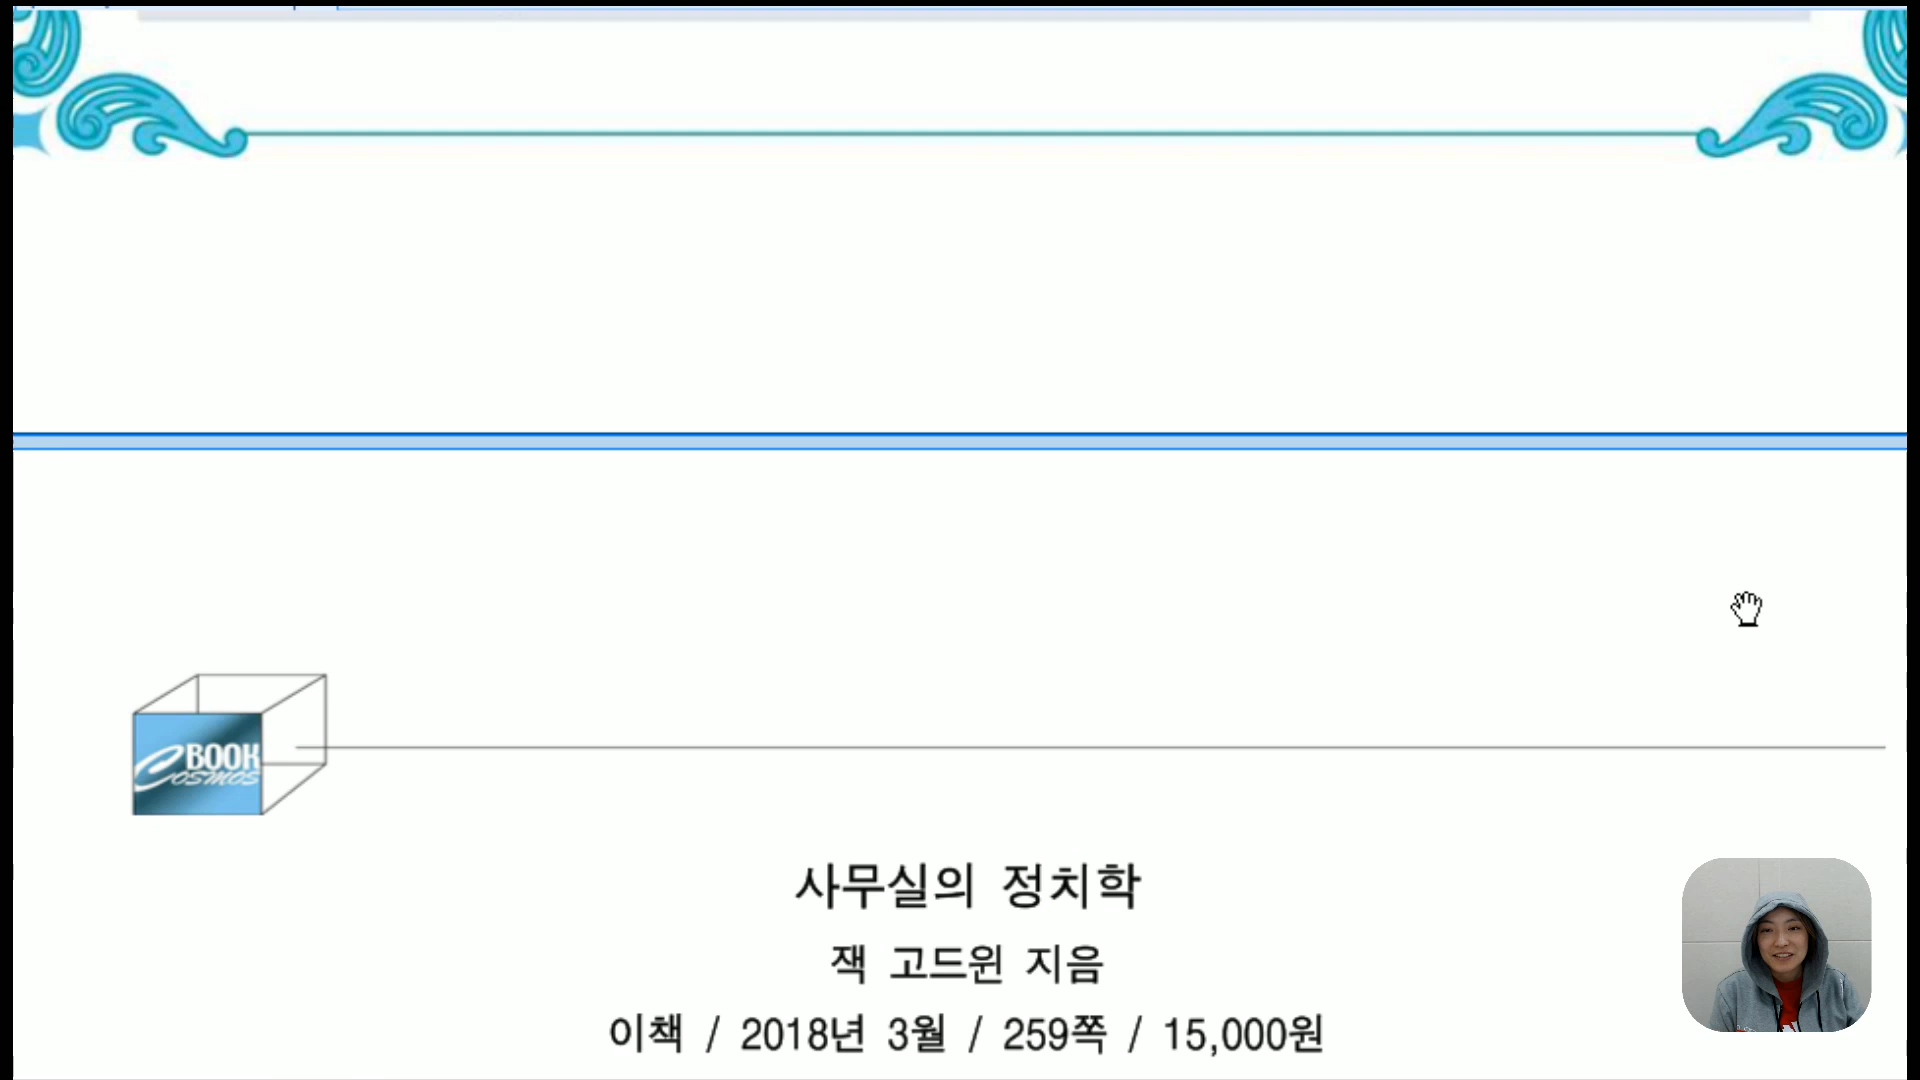 BOOK
COSMOS
사무실의 정치학
잭 고드윈 지음
이책 / 2018년 3월 / 259쪽 / 15,000원